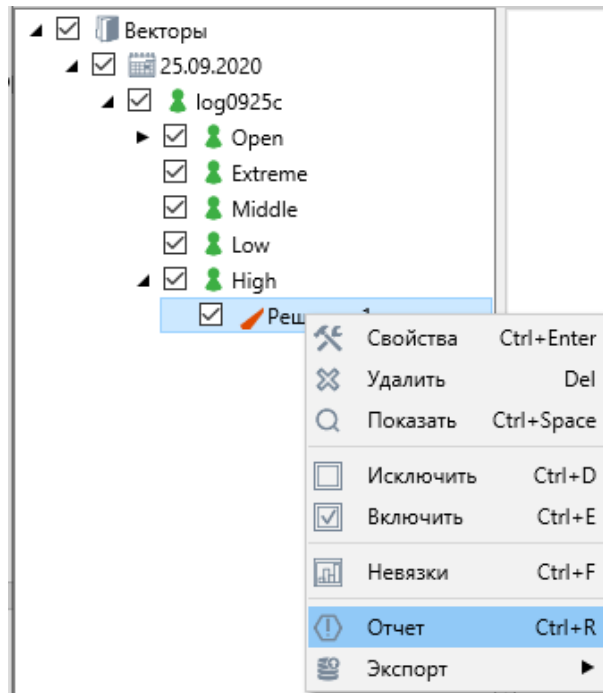 Векторы
25.09.2020
log0925c
Open
Extreme
Middle
Low
High
Свойства Ctrl+Enter
Удалить Del
Показать Ctrl+Space
Исключить Ctrl+D
Включить Ctrl+E
Невязки Ctrl+F
Отчет Ctrl+R
Экспорт